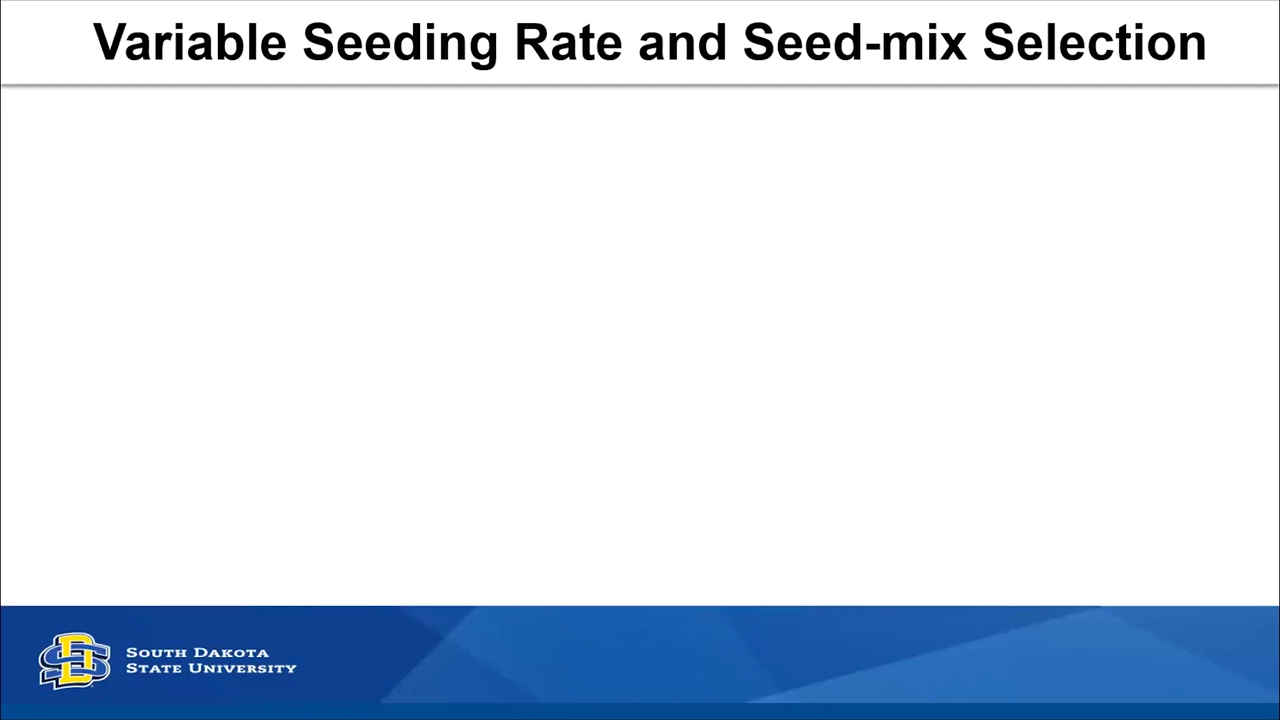 Variable Seeding Rate and Seed-mix Selection
South Dakota
State University